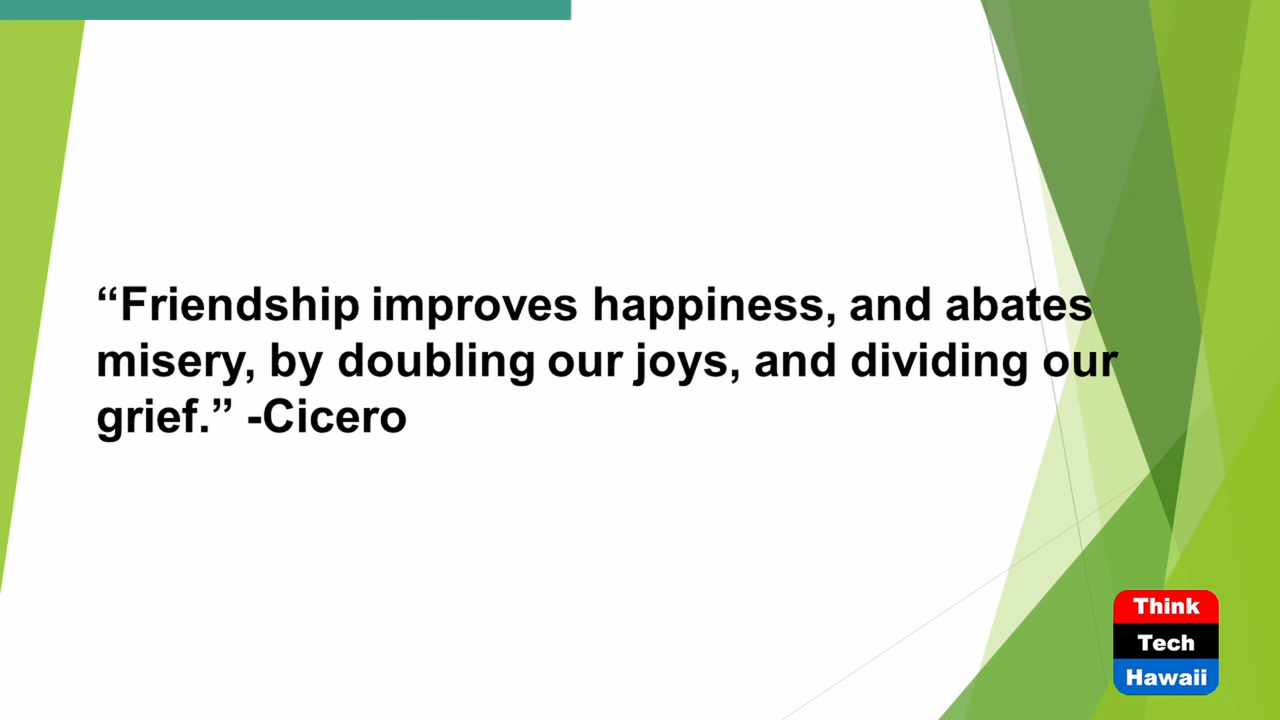 “Friendship improves happiness, and abates
misery, by doubling our joys, and dividing our
grief.” -Cicero
Think
Tech
Hawaii